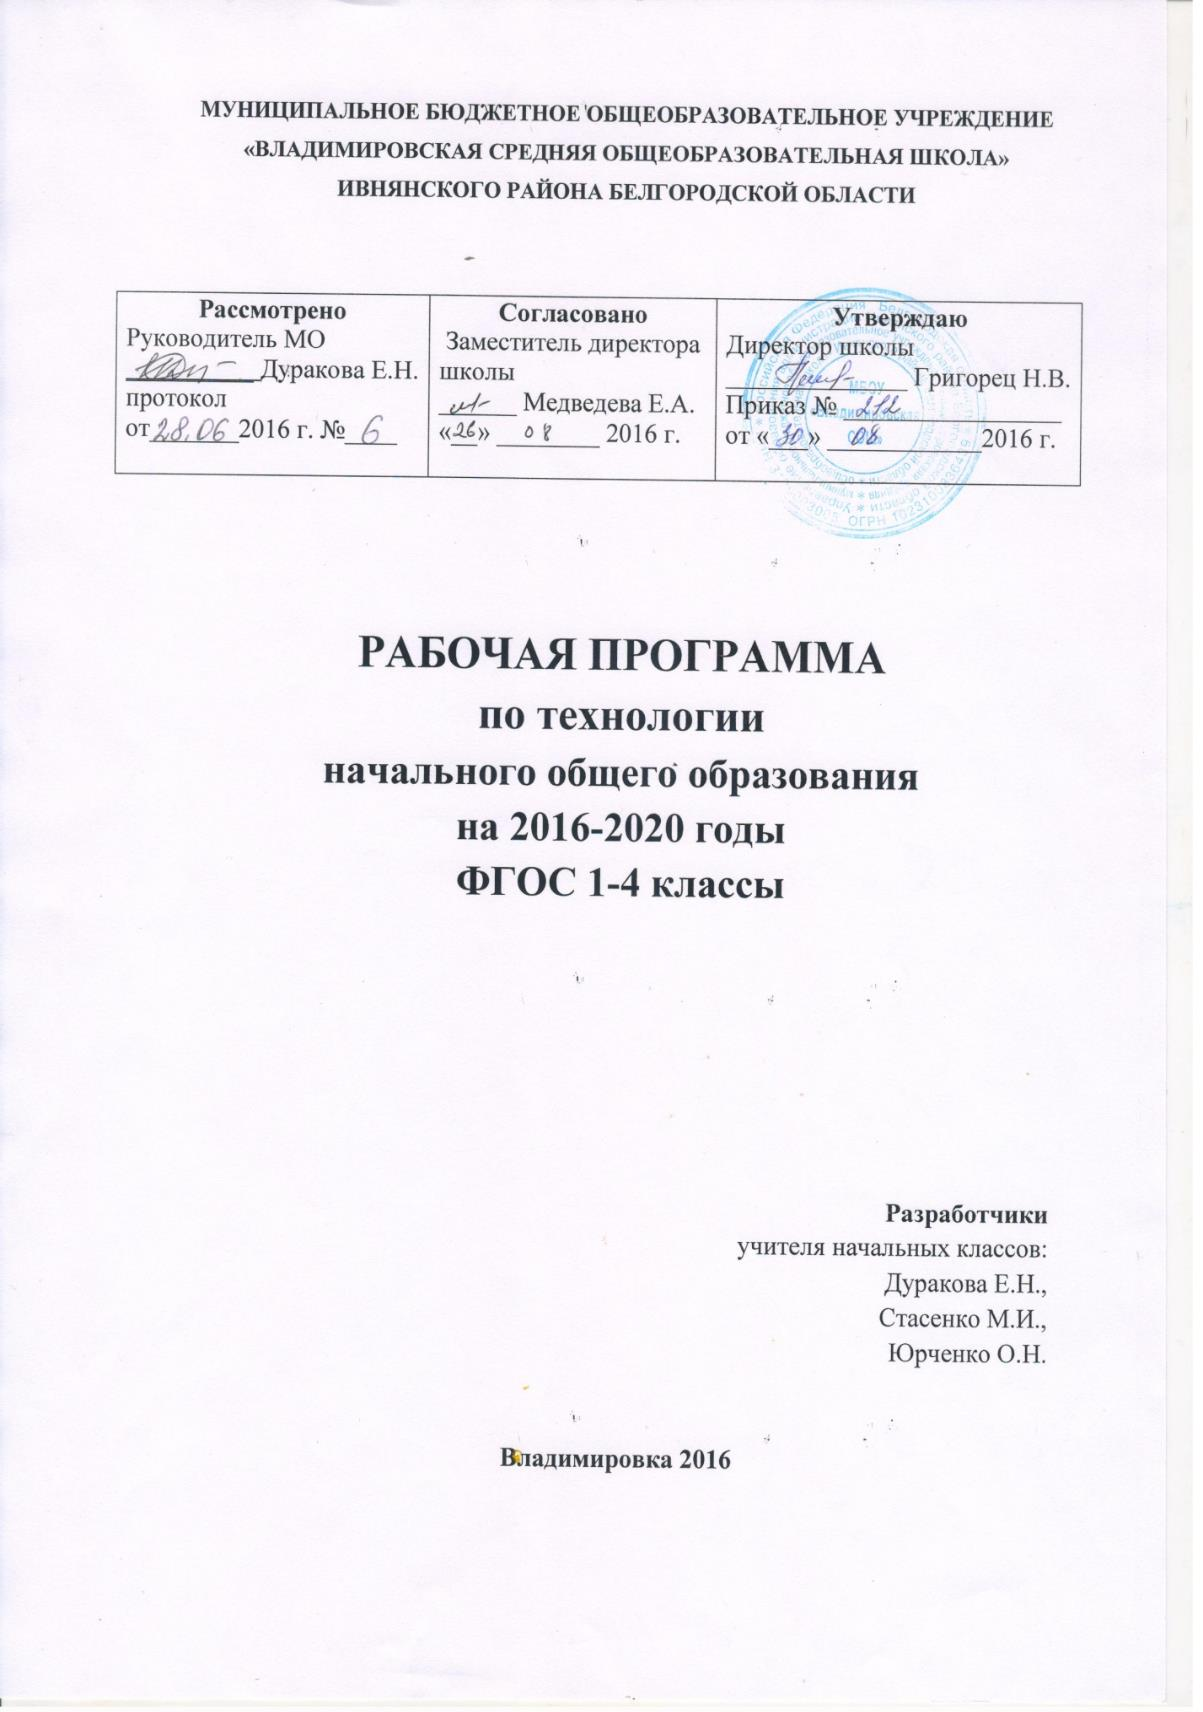 МУНИЦИПАЛЬНОЕ БЮДЖЕТНОЕ ОБЩЕОБРАЗОВАТЕЛЬНОЕ УЧРЕЖДЕНИЕ
«ВЛАДИМИРОВСКАЯ СРЕДНЯЯ ОБЩЕОБРАЗОВАТЕЛЬНАЯ ШКОЛА»
ИВНЯНСКОГО РАЙОНА БЕЛГОРОДСКОЙ ОБЛАСТИ
Рассмотрено
Руководитель МО
Дуракова Е.Н.
протокол
от 28.06 2016 г. № 6
Согласовано
Заместитель директора
школы
Медведева Е.А.
«26» 08 2016 г.
Утверждаю
Директор школы
Григорец Н.В.
Приказ № 212
от «30» 08 2016 г.
МБОУ
РАБОЧАЯ ПРОГРАММА
по технологии
начального общего образования
на 2016-2020 годы
ФГОС 1-4 классы
Разработчики
учителя начальных классов:
Дуракова Е.Н.,
Стасенко М.И.,
Юрченко О.Н.
Владимировка 2016